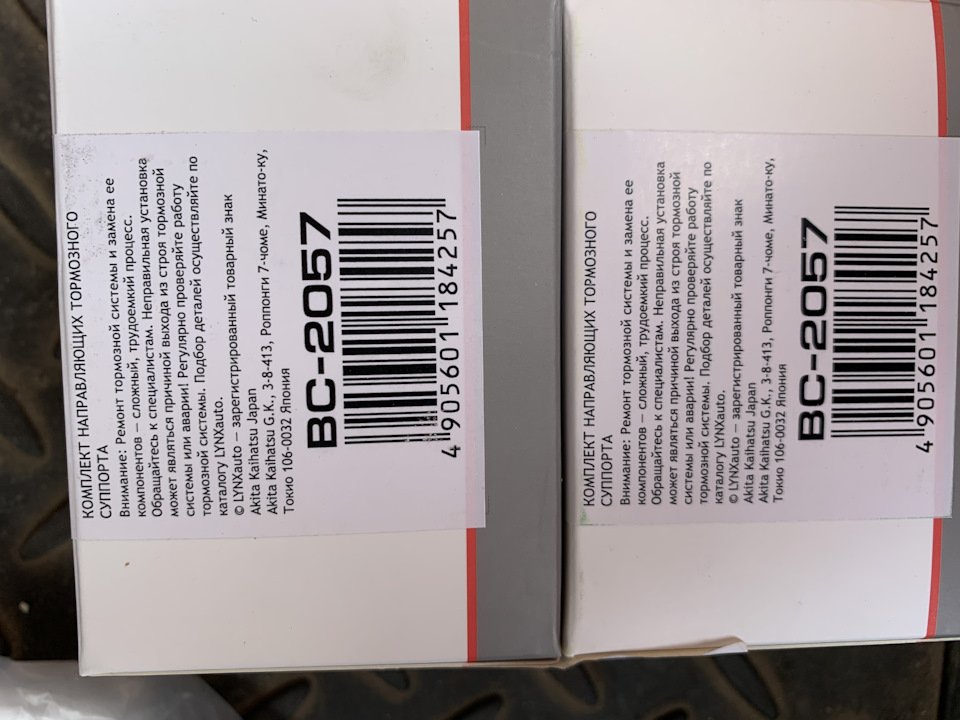 КОМПЛЕКТ НАПРАВЛЯЮЩИХ ТОРМОЗНОГО
СУППОРТА
Внимание: Ремонт тормозной системы и замена ее
компонентов – сложный, трудоемкий процесс.
Обращайтесь к специалистам. Неправильная установка
может являться причиной выхода из строя тормозной
системы или аварии! Регулярно проверяйте работу
тормозной системы. Подбор деталей осуществляйте по
каталогу LYNXauto.
© LYNXauto – зарегистрированный товарный знак
Akita Kaihatsu Japan
Akita Kaihatsu G.K., 3-8-413, Роппонги 7-чоме, Минато-ку,
Токио 106-0032 Япония
BC-2057
4 905601 184257
КОМПЛЕКТ НАПРАВЛЯЮЩИХ ТОРМОЗНОГО
СУППОРТА
Внимание: Ремонт тормозной системы и замена ее
компонентов – сложный, трудоемкий процесс.
Обращайтесь к специалистам. Неправильная установка
может являться причиной выхода из строя тормозной
системы или аварии! Регулярно проверяйте работу
тормозной системы. Подбор деталей осуществляйте по
каталогу LYNXauto.
© LYNXauto – зарегистрированный товарный знак
Akita Kaihatsu Japan
Akita Kaihatsu G.K., 3-8-413, Роппонги 7-чоме, Минато-ку,
Токио 106-0032 Япония
BC-2057
4 905601 184257